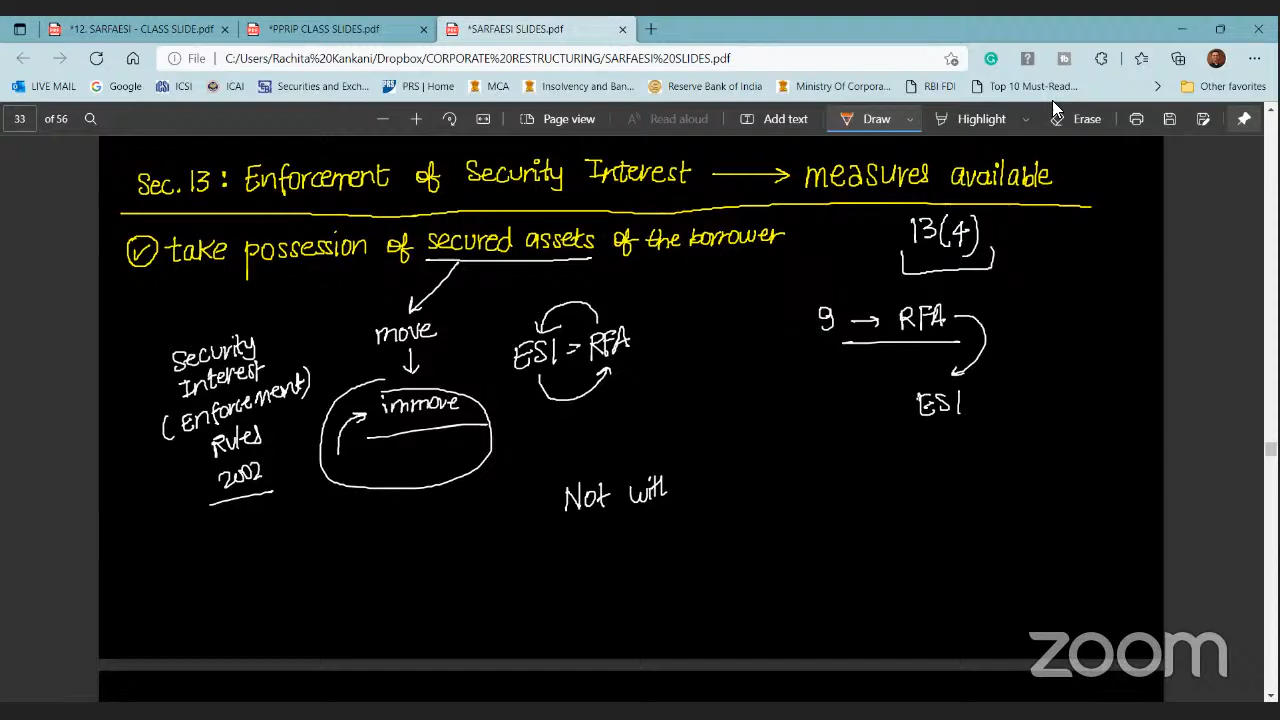 *12. SARFAESI - CLASS SLIDE.pdf
*PPRIP CLASS SLIDES.pdf
*SARFAESI SLIDES.pdf
File
C:/Users/Rachita%20Kankani/Dropbox/CORPORATE%20RESTRUCTURING/SARFAESI%20SLIDES.pdf
LIVE MAIL
Google
ICSI
ICAI
Securities and Exch...
PRS | Home
MCA
Insolvency and Ban...
Reserve Bank of India
Ministry Of Corpora...
RBI FDI
Top 10 Must-Read...
Other favorites
33 of 56
Page view
Read aloud
Add text
Draw
Highlight
Erase
Sec. 13 : Enforcement of Security Interest → measures available
take possession of secured assets of the borrower
13(4)
move
immove
Security
Interest
(Enforcement)
Rules
2002
ESI = RFA
9 → RFA
ESI
Not with
zoom